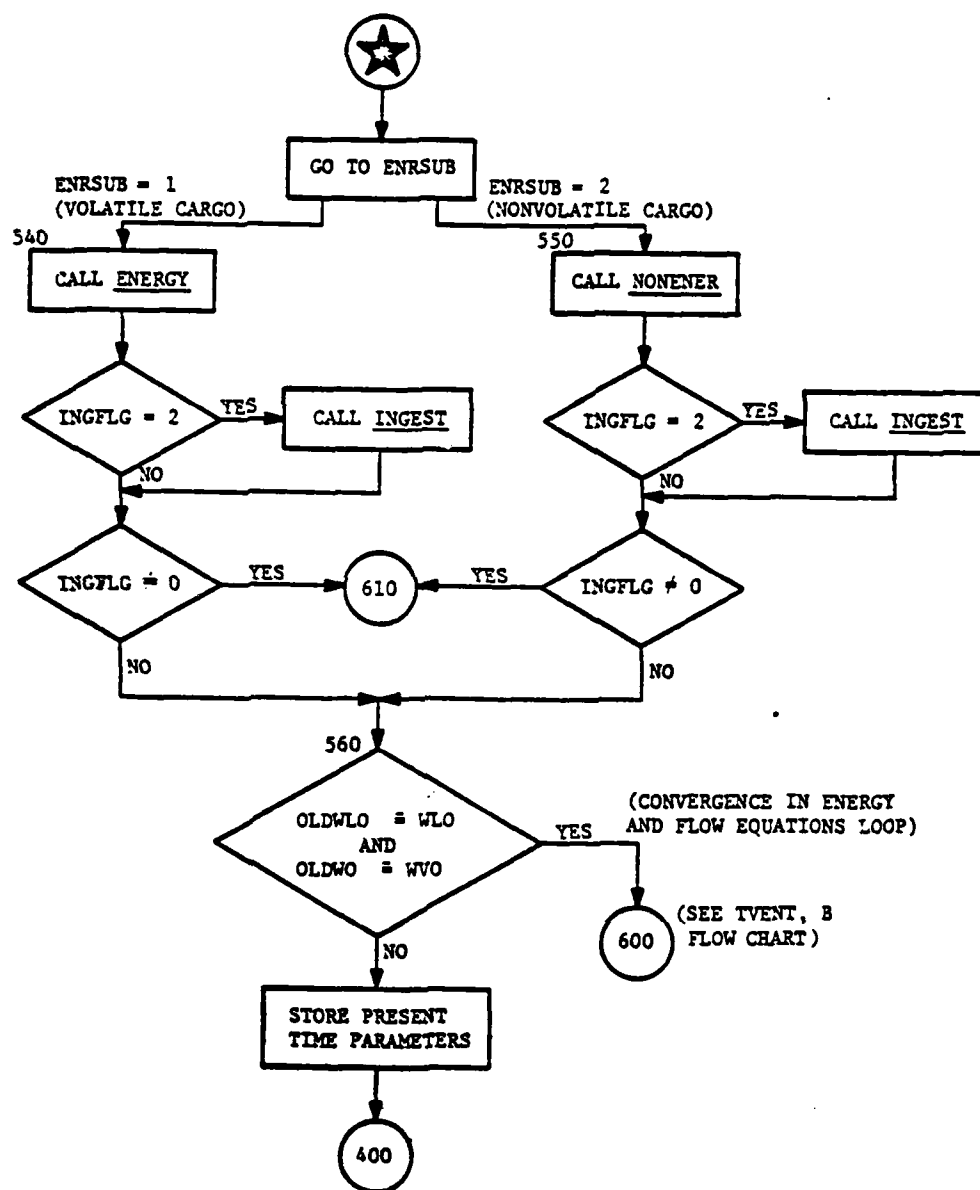 GO TO ENRSUB
ENRSUB = 1
(VOLATILE CARGO)
ENRSUB = 2
(NONVOLATILE CARGO)
540
CALL ENERGY
550
CALL NONENER
INGFLG = 2
YES
CALL INGEST
NO
INGFLG = 2
YES
CALL INGEST
NO
INGFLG ≠ 0
YES
610
YES
INGFLG ≠ 0
NO
NO
560
OLDWLO ≅ WLO
AND
OLDWO ≅ WVO
YES
(CONVERGENCE IN ENERGY
AND FLOW EQUATIONS LOOP)
600
(SEE TVENT, B
FLOW CHART)
NO
STORE PRESENT
TIME PARAMETERS
400